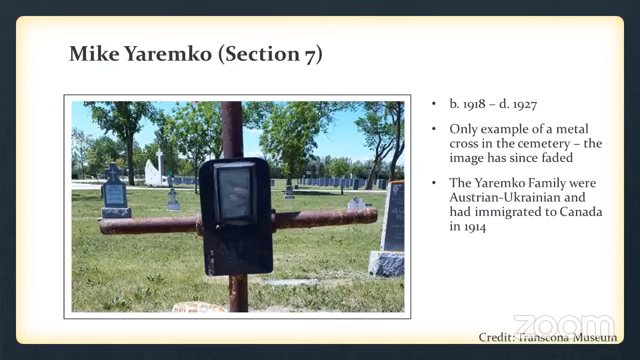 Mike Yaremko (Section 7)
• b. 1918 – d. 1927
• Only example of a metal
cross in the cemetery – the
image has since faded
• The Yaremko Family were
Austrian-Ukrainian and
had immigrated to Canada
in 1914
Credit: Transcona Museum
zoom